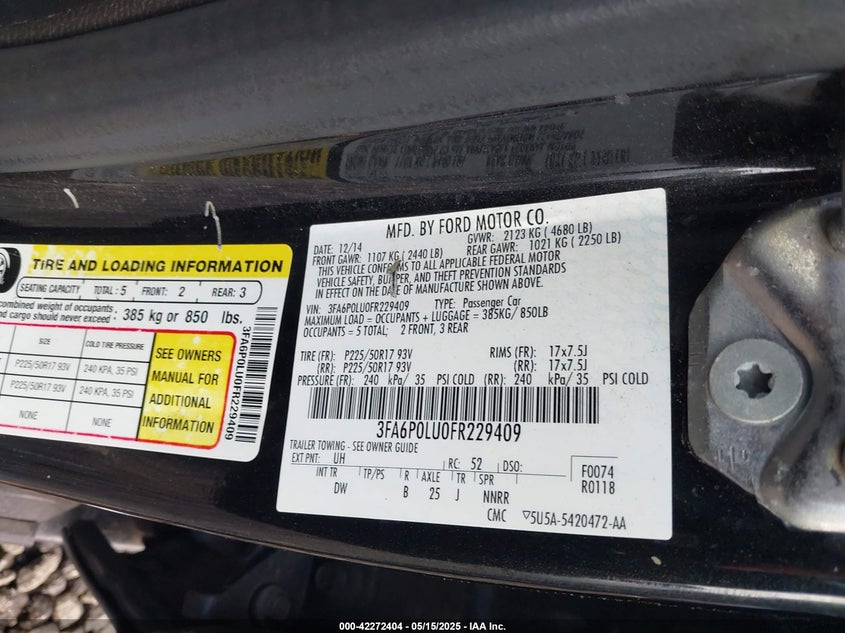 MFD. BY FORD MOTOR CO.
DATE: 12/14 GVWR: 2123 KG ( 4680 LB)
FRONT GAWR: 1107 KG ( 2440 LB) REAR GAWR: 1021 KG ( 2250 LB)
THIS VEHICLE CONFORMS TO ALL APPLICABLE FEDERAL MOTOR
VEHICLE SAFETY, BUMPER, AND THEFT PREVENTION STANDARDS
IN EFFECT ON THE DATE OF MANUFACTURE SHOWN ABOVE.
VIN: 3FA6P0LU0FR229409 TYPE: Passenger Car
MAXIMUM LOAD = OCCUPANTS + LUGGAGE = 385KG/ 850LB
OCCUPANTS = 5 TOTAL; 2 FRONT, 3 REAR
TIRE (FR): P225/50R17 93V RIMS (FR): 17x7.5J
(RR): P225/50R17 93V (RR): 17x7.5J
PRESSURE (FR): 240 kPa/ 35 PSI COLD (RR): 240 kPa/ 35 PSI COLD
3FA6P0LU0FR229409
TRAILER TOWING - SEE OWNER GUIDE
EXT PNT: UH RC: 52 DSO: F0074
R0118
INT TR TP/PS R AXLE TR SPR
DW B 25 J NNRR
CMC ▽5U5A-5420472-AA
TIRE AND LOADING INFORMATION
SEATING CAPACITY TOTAL : 5 FRONT: 2 REAR: 3
combined weight of occupants
and cargo should never exceed : 385 kg or 850 lbs.
SIZE COLD TIRE PRESSURE
P225/50R17 93V 240 KPA, 35 PSI
P225/50R17 93V 240 KPA, 35 PSI
NONE NONE
SEE OWNERS
MANUAL FOR
ADDITIONAL
INFORMATION
3FA6P0LU0FR229409
000-42272404 - 05/15/2025 - IAA Inc.